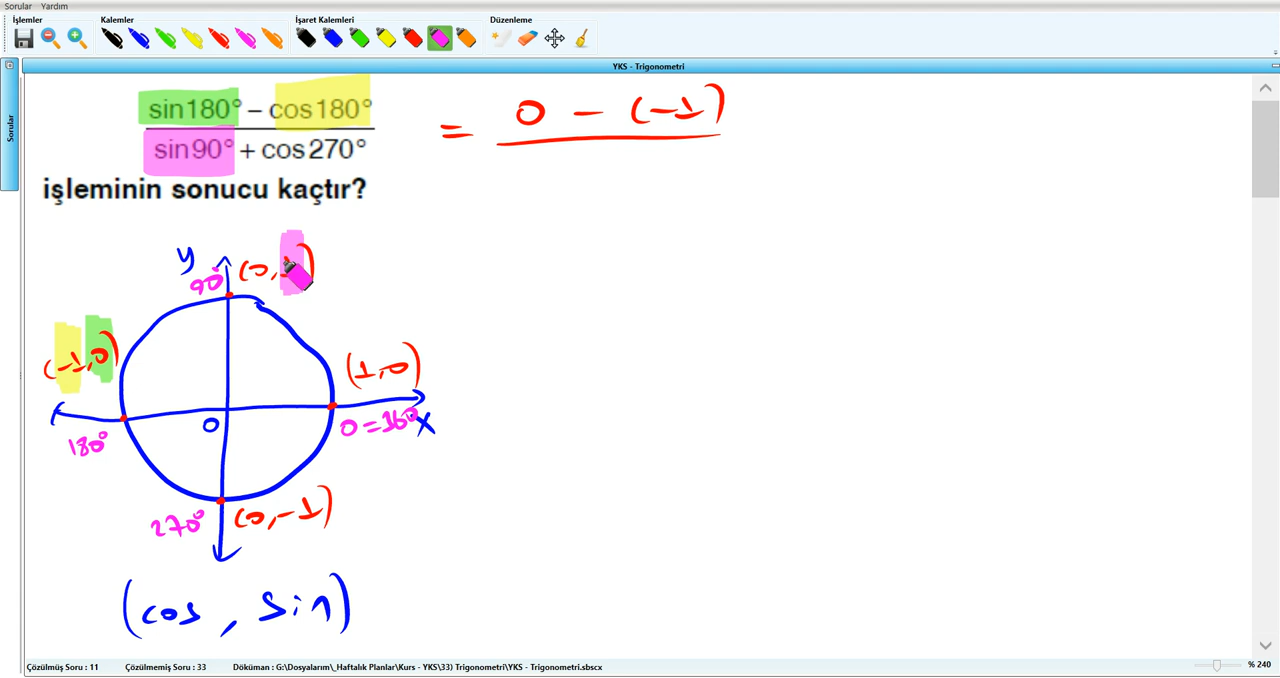 Sorular Yardım
İşlemler Kalemler İşaret Kalemleri Düzenleme
YKS - Trigonometri
Sorular
sin180° − cos180°
sin90° + cos270°
= 0 − (−1)
işleminin sonucu kaçtır?
y
90° (0,1)
(−1,0)
(1,0)
0
180°
0=360° x
270° (0,−1)
(cos, sin)
Çözülmüş Soru : 11 Çözülmemiş Soru : 33 Döküman : G:\Dosyalarım\_Haftalık Planlar\Kurs - YKS\33) Trigonometri\YKS - Trigonometri.sbscx % 240